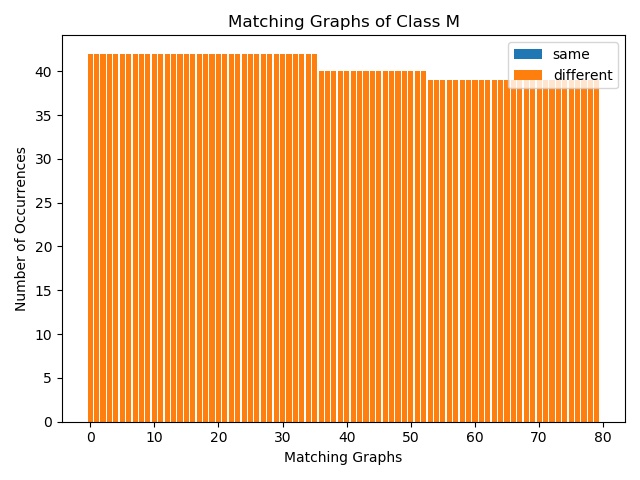 Matching Graphs of Class M
same
different
Number of Occurrences
40
35
30
25
20
15
10
5
0
0 10 20 30 40 50 60 70 80
Matching Graphs